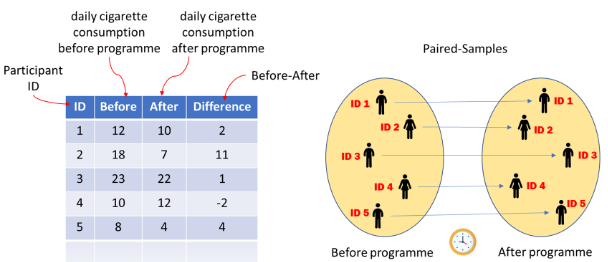 daily cigarette
consumption
before programme
daily cigarette
consumption
after programme
Participant
ID
Before-After
ID Before After Difference
1 12 10 2
2 18 7 11
3 23 22 1
4 10 12 -2
5 8 4 4
Paired-Samples
ID 1
ID 1
ID 2
ID 2
ID 3
ID 3
ID 4
ID 4
ID 5
ID 5
Before programme
After programme